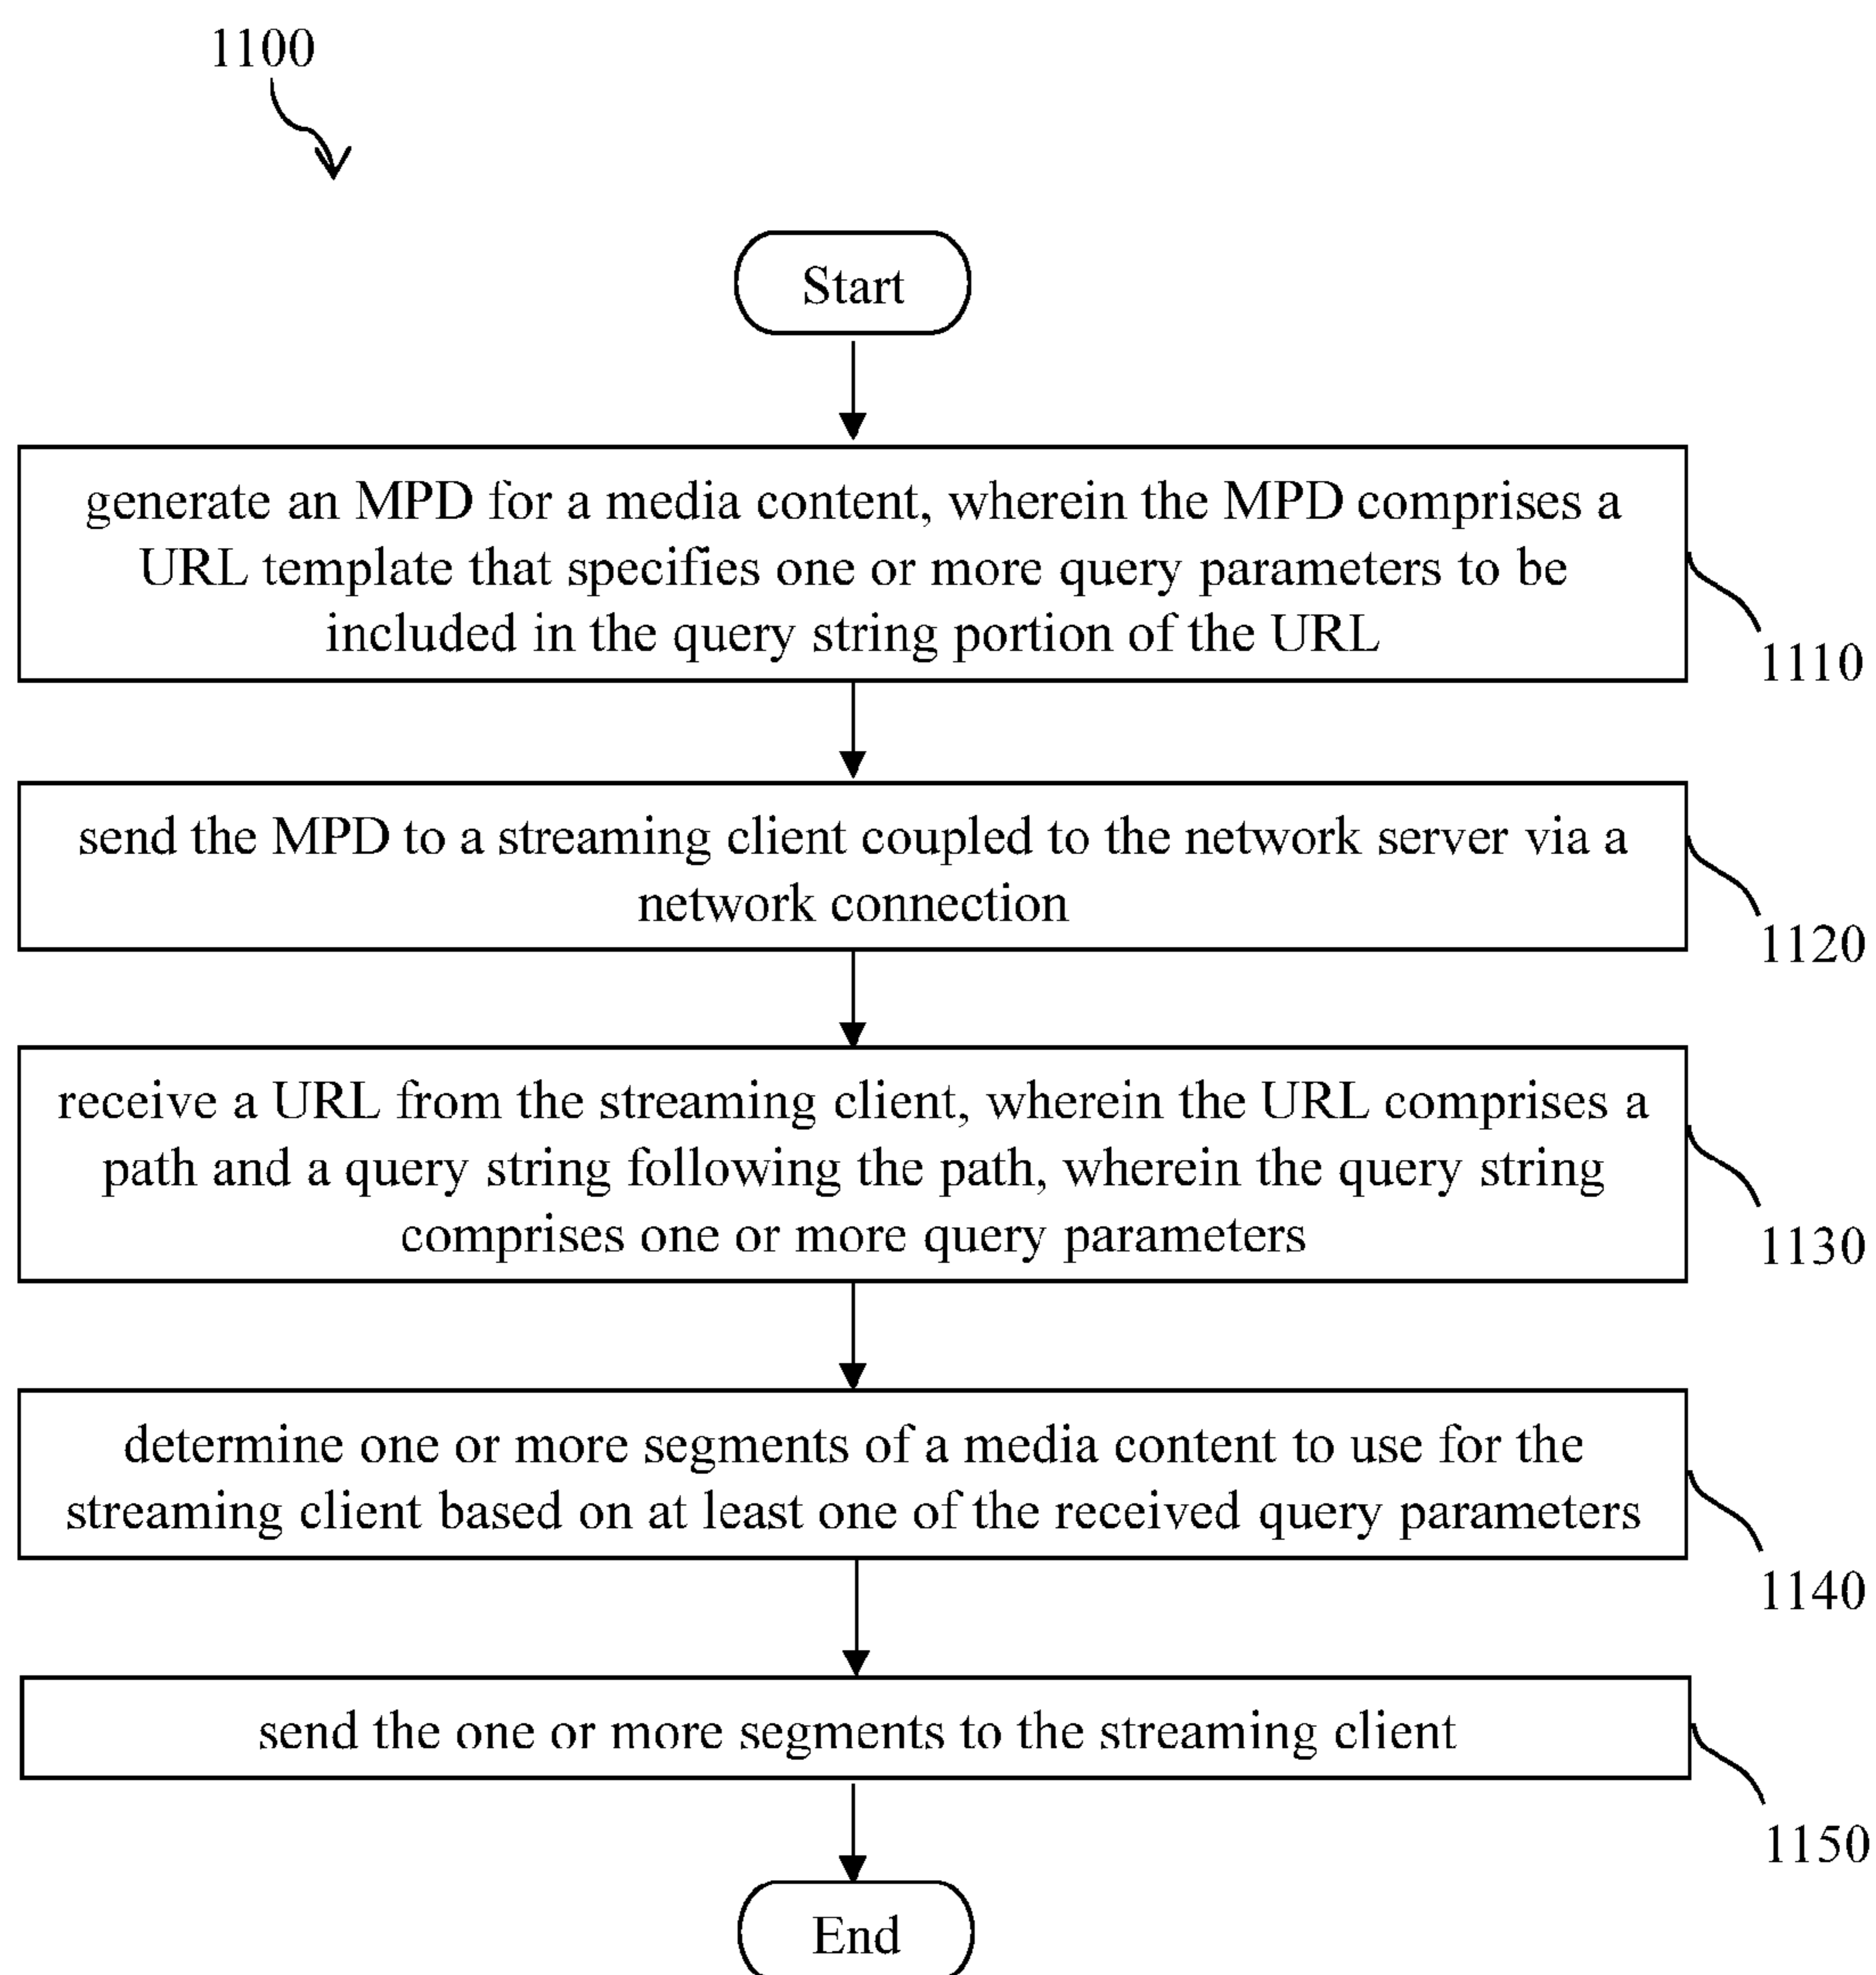 1100
Start
generate an MPD for a media content, wherein the MPD comprises a
URL template that specifies one or more query parameters to be
included in the query string portion of the URL
1110
send the MPD to a streaming client coupled to the network server via a
network connection
1120
receive a URL from the streaming client, wherein the URL comprises a
path and a query string following the path, wherein the query string
comprises one or more query parameters
1130
determine one or more segments of a media content to use for the
streaming client based on at least one of the received query parameters
1140
send the one or more segments to the streaming client
1150
End